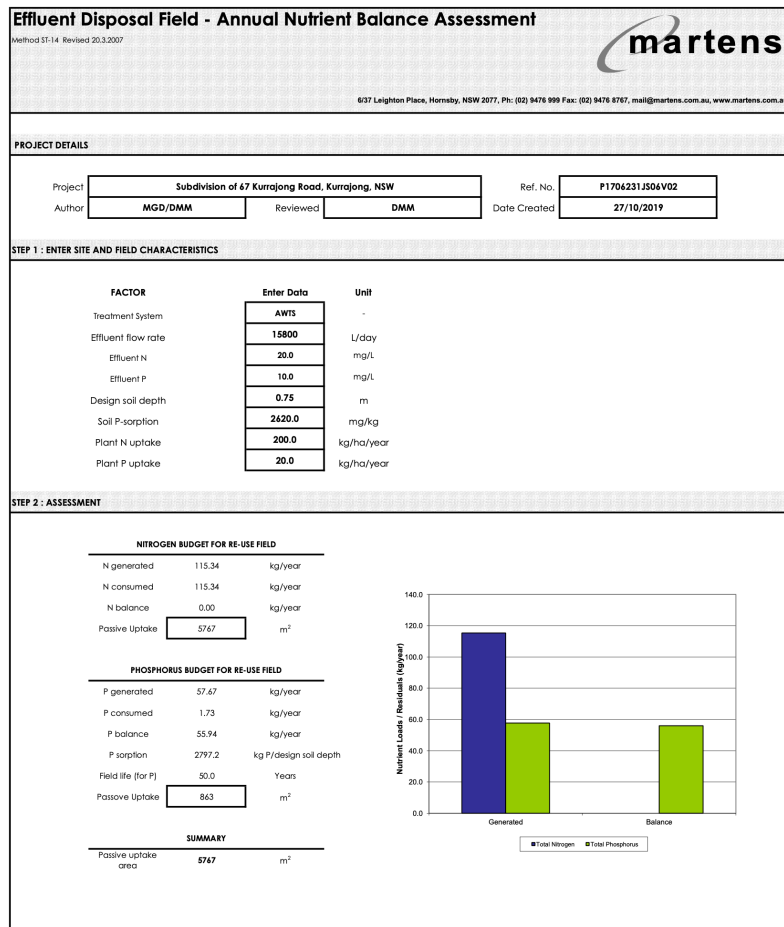 Effluent Disposal Field - Annual Nutrient Balance Assessment
Method ST-14 Revised 20.3.2007
martens
6/37 Leighton Place, Hornsby, NSW 2077, Ph: (02) 9476 999 Fax: (02) 9476 8767, mail@martens.com.au, www.martens.com.a
PROJECT DETAILS
Project Subdivision of 67 Kurrajong Road, Kurrajong, NSW Ref. No. P1706231JS06V02
Author MGD/DMM Reviewed DMM Date Created 27/10/2019
STEP 1 : ENTER SITE AND FIELD CHARACTERISTICS
FACTOR Enter Data Unit
Treatment System AWTS -
Effluent flow rate 15800 L/day
Effluent N 20.0 mg/L
Effluent P 10.0 mg/L
Design soil depth 0.75 m
Soil P-sorption 2620.0 mg/kg
Plant N uptake 200.0 kg/ha/year
Plant P uptake 20.0 kg/ha/year
STEP 2 : ASSESSMENT
NITROGEN BUDGET FOR RE-USE FIELD
N generated 115.34 kg/year
N consumed 115.34 kg/year
N balance 0.00 kg/year
Passive Uptake 5767 m²
PHOSPHORUS BUDGET FOR RE-USE FIELD
P generated 57.67 kg/year
P consumed 1.73 kg/year
P balance 55.94 kg/year
P sorption 2797.2 kg P/design soil depth
Field life (for P) 50.0 Years
Passove Uptake 863 m²
SUMMARY
Passive uptake
area 5767 m²
Nutrient Loads / Residuals (kg/year)
140.0
120.0
100.0
80.0
60.0
40.0
20.0
0.0
Generated Balance
Total Nitrogen Total Phosphorus